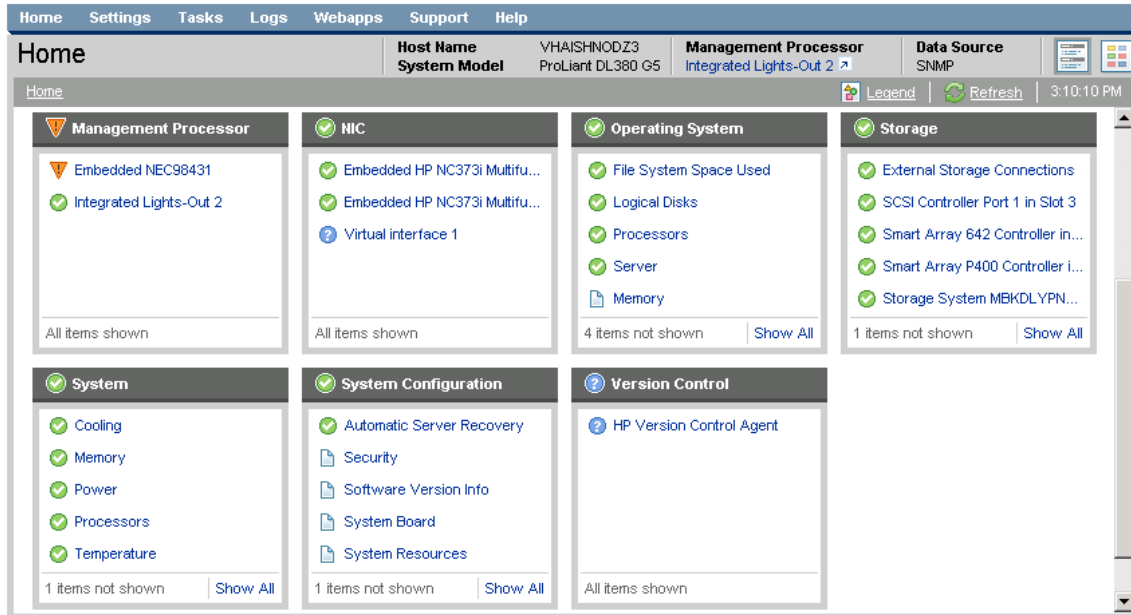 Home Settings Tasks Logs Webapps Support Help
Home
Host Name VHAISHNODZ3
System Model ProLiant DL380 G5
Management Processor
Integrated Lights-Out 2
Data Source
SNMP
Home
Legend Refresh 3:10:10 PM
Management Processor
Embedded NEC98431
Integrated Lights-Out 2
All items shown
NIC
Embedded HP NC373i Multifu...
Embedded HP NC373i Multifu...
Virtual interface 1
All items shown
Operating System
File System Space Used
Logical Disks
Processors
Server
Memory
4 items not shown Show All
Storage
External Storage Connections
SCSI Controller Port 1 in Slot 3
Smart Array 642 Controller in...
Smart Array P400 Controller i...
Storage System MBKDLYPN...
1 items not shown Show All
System
Cooling
Memory
Power
Processors
Temperature
1 items not shown Show All
System Configuration
Automatic Server Recovery
Security
Software Version Info
System Board
System Resources
1 items not shown Show All
Version Control
HP Version Control Agent
All items shown